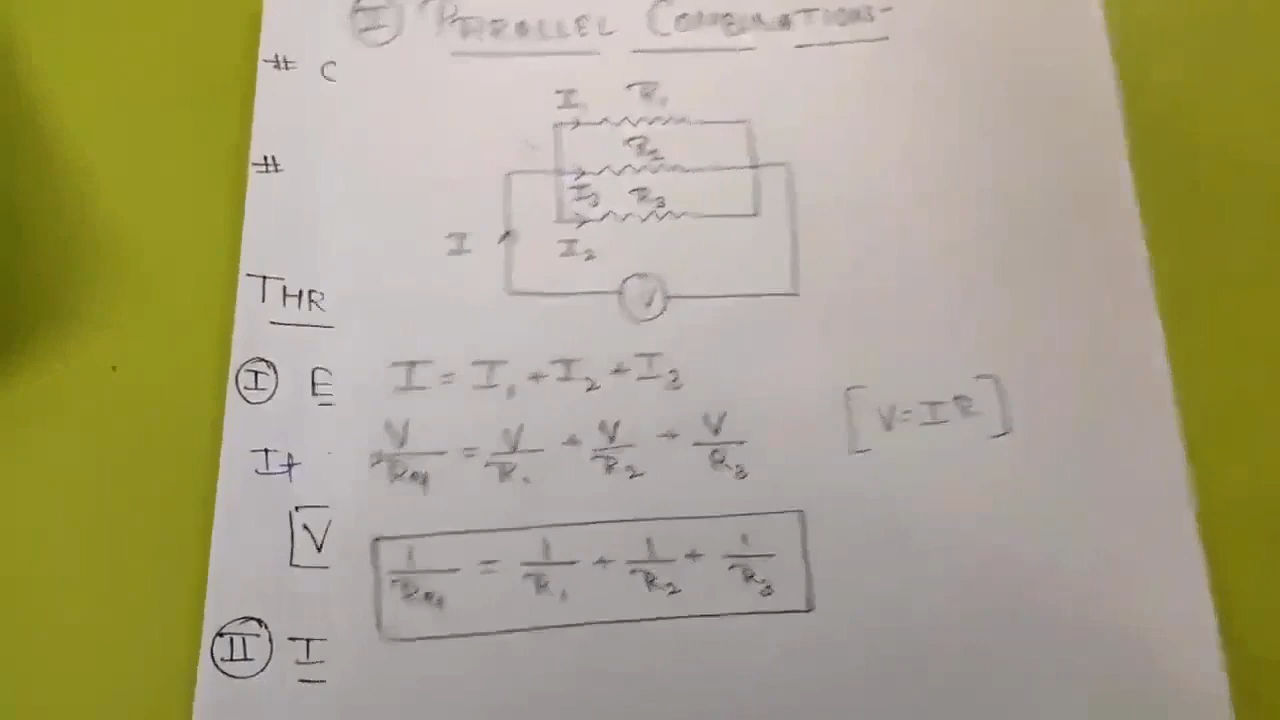 II PARALLEL COMBINATIONS-
# C
I1 R1
R2
#
I3 R3
I
I2
V
THR
I E
I = I1 + I2 + I3
[V=IR]
V/Req = V/R1 + V/R2 + V/R3
It
[V
1/Req = 1/R1 + 1/R2 + 1/R3
II I